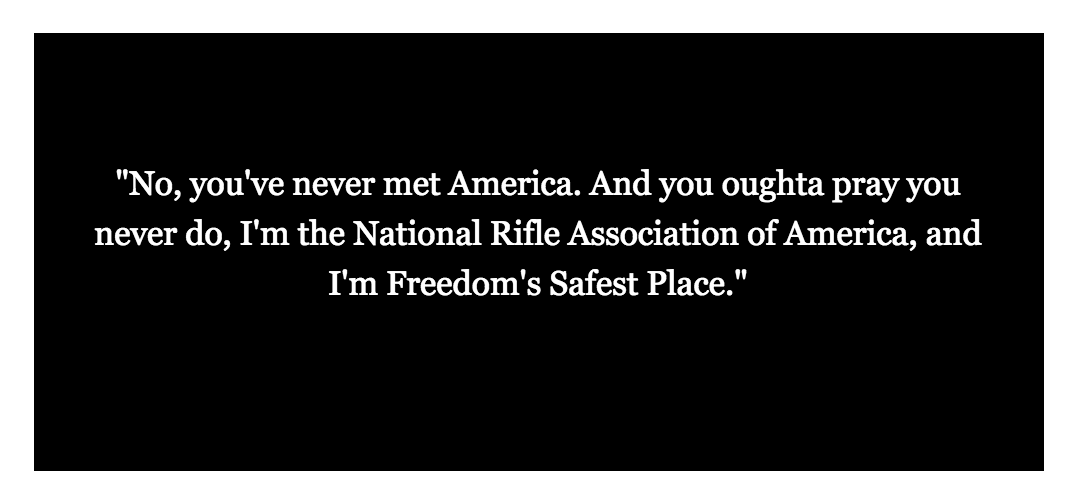 "No, you've never met America. And you oughta pray you
never do, I'm the National Rifle Association of America, and
I'm Freedom's Safest Place."